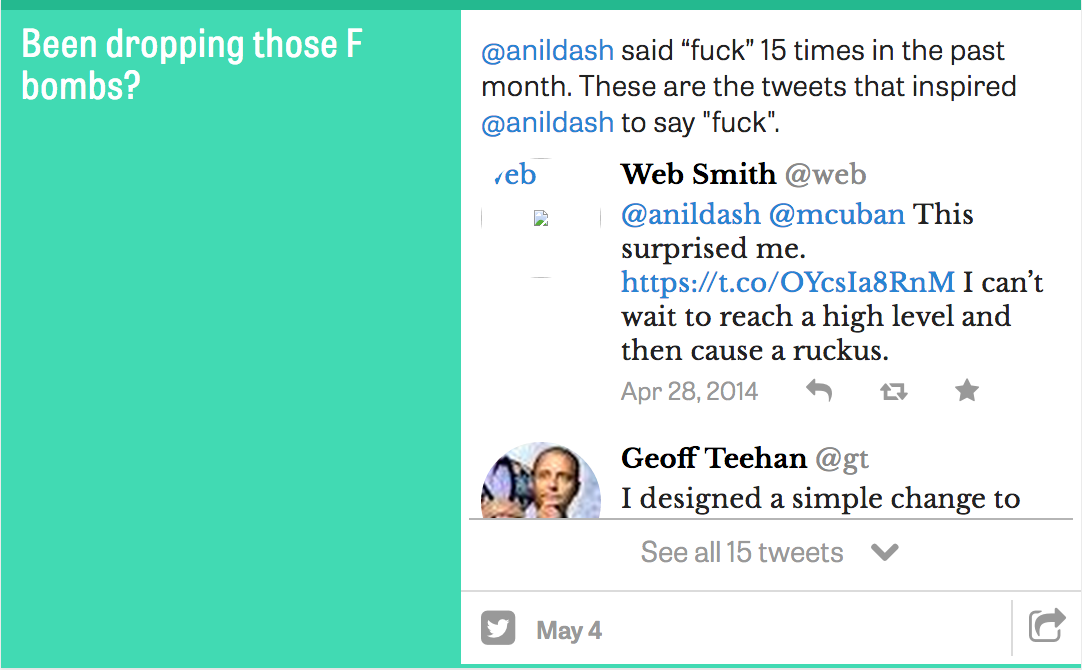 Been dropping those F
bombs?
@anildash said “fuck” 15 times in the past
month. These are the tweets that inspired
@anildash to say "fuck".
eb
Web Smith @web
@anildash @mcuban This
surprised me.
https://t.co/OYcsIa8RnM I can’t
wait to reach a high level and
then cause a ruckus.
Apr 28, 2014
Geoff Teehan @gt
I designed a simple change to
See all 15 tweets
May 4